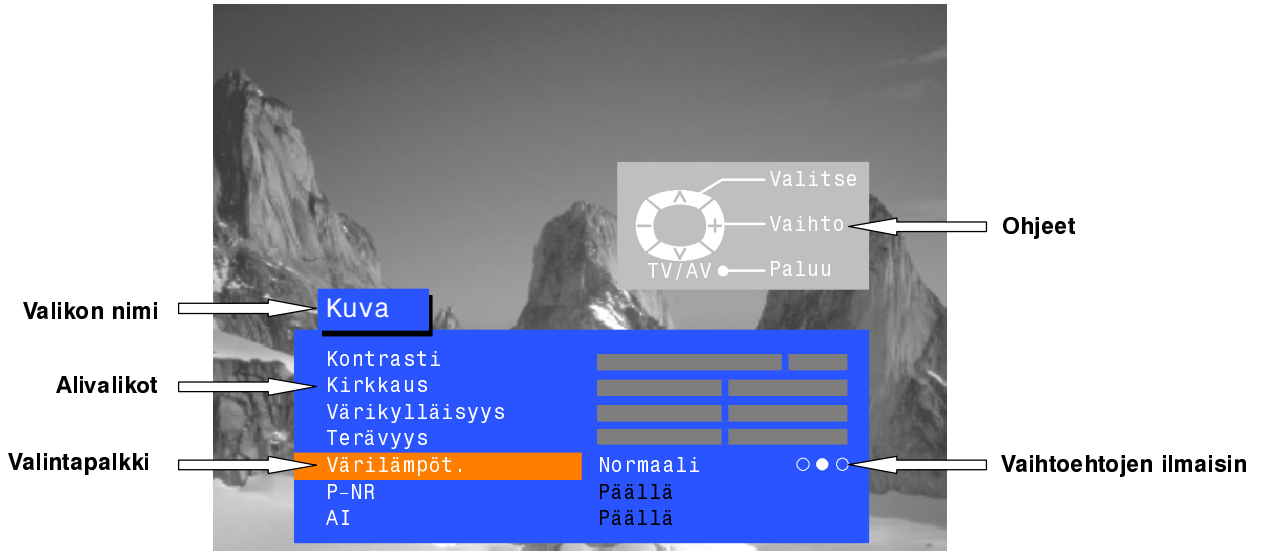 Valitse
Vaihto
TV/AV Paluu
Ohjeet
Valikon nimi
Kuva
Alivalikot
Kontrasti
Kirkkaus
Värikylläisyys
Terävyys
Valintapalkki
Värilämpöt. Normaali
Vaihtoehtojen ilmaisin
P-NR Päällä
AI Päällä